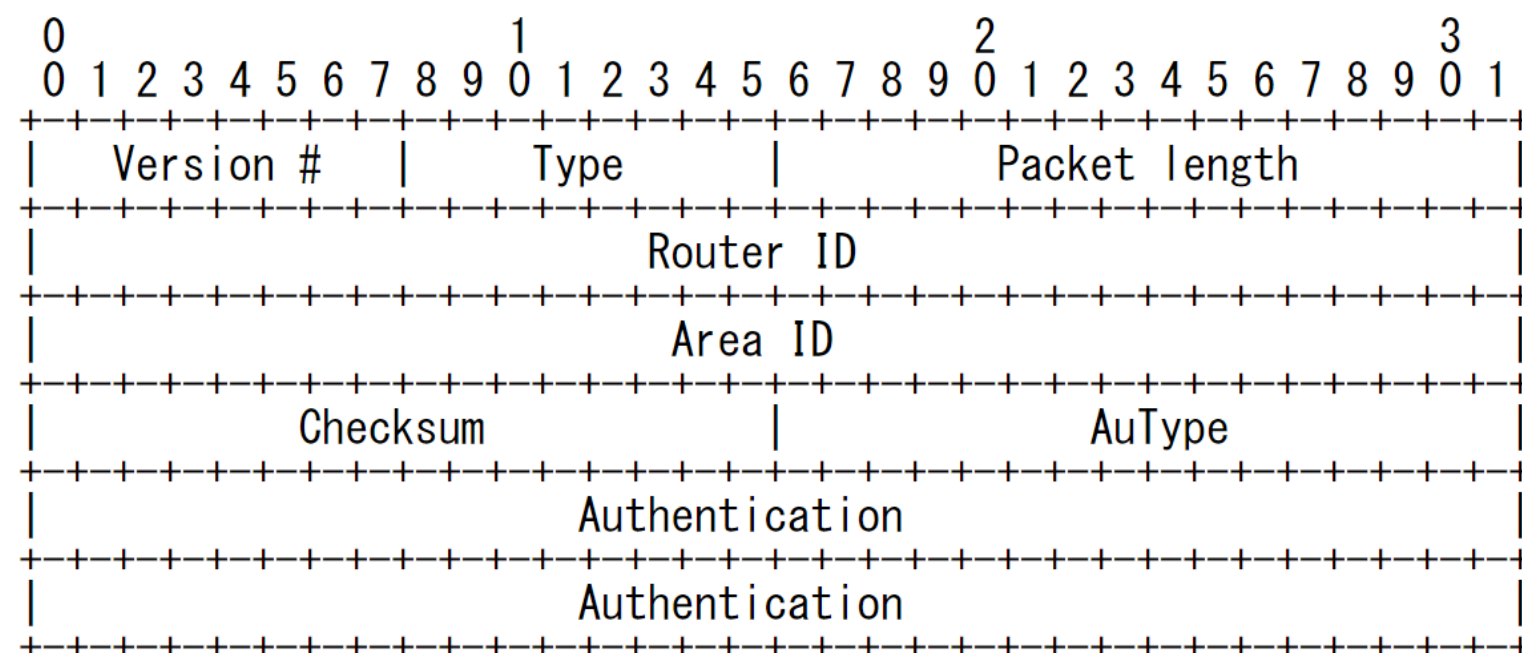 0                   1                   2                   3
0 1 2 3 4 5 6 7 8 9 0 1 2 3 4 5 6 7 8 9 0 1 2 3 4 5 6 7 8 9 0 1
+-+-+-+-+-+-+-+-+-+-+-+-+-+-+-+-+-+-+-+-+-+-+-+-+-+-+-+-+-+-+-+-+
| Version # | Type | Packet length |
+-+-+-+-+-+-+-+-+-+-+-+-+-+-+-+-+-+-+-+-+-+-+-+-+-+-+-+-+-+-+-+-+
| Router ID |
+-+-+-+-+-+-+-+-+-+-+-+-+-+-+-+-+-+-+-+-+-+-+-+-+-+-+-+-+-+-+-+-+
| Area ID |
+-+-+-+-+-+-+-+-+-+-+-+-+-+-+-+-+-+-+-+-+-+-+-+-+-+-+-+-+-+-+-+-+
| Checksum | AuType |
+-+-+-+-+-+-+-+-+-+-+-+-+-+-+-+-+-+-+-+-+-+-+-+-+-+-+-+-+-+-+-+-+
| Authentication |
+-+-+-+-+-+-+-+-+-+-+-+-+-+-+-+-+-+-+-+-+-+-+-+-+-+-+-+-+-+-+-+-+
| Authentication |
+-+-+-+-+-+-+-+-+-+-+-+-+-+-+-+-+-+-+-+-+-+-+-+-+-+-+-+-+-+-+-+-+